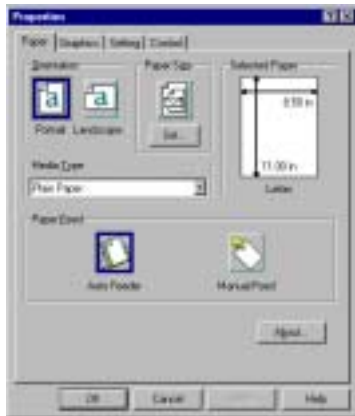 Properties
Paper Graphics Setting Control
Orientation
Paper Size
Selected Paper
a a
8.50 in
Portrait Landscape
Set...
Media Type
11.00 in
Plain Paper
Letter
Paper Feed
Auto Feeder
Manual Feed
About...
OK Cancel Help